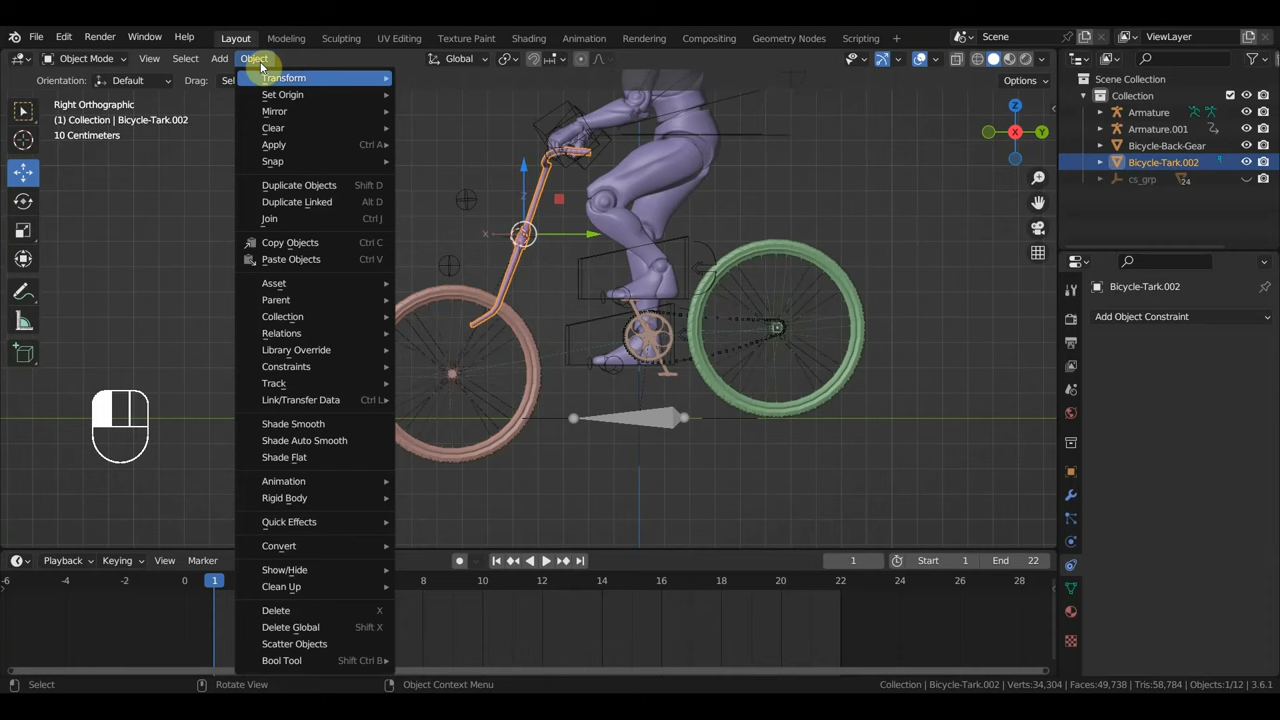 File Edit Render Window Help Layout Modeling Sculpting UV Editing Texture Paint Shading Animation Rendering Compositing Geometry Nodes Scripting + Scene ViewLayer
Object Mode View Select Add Object Global
Orientation: Default Drag: Sel Options
Right Orthographic
(1) Collection | Bicycle-Tark.002
10 Centimeters
Transform
Set Origin
Mirror
Clear
Apply Ctrl A
Snap
Duplicate Objects Shift D
Duplicate Linked Alt D
Join Ctrl J
Copy Objects Ctrl C
Paste Objects Ctrl V
Asset
Parent
Collection
Relations
Library Override
Constraints
Track
Link/Transfer Data Ctrl L
Shade Smooth
Shade Auto Smooth
Shade Flat
Animation
Rigid Body
Quick Effects
Convert
Show/Hide
Clean Up
Delete X
Delete Global Shift X
Scatter Objects
Bool Tool Shift Ctrl B
Z
Y
X
Scene Collection
Collection
Armature
Armature.001
Bicycle-Back-Gear
Bicycle-Tark.002
cs_grp 24
Bicycle-Tark.002
Add Object Constraint
Playback Keying View Marker 1 Start 1 End 22
-6 -4 -2 0 1 8 10 12 14 16 18 20 22 24 26 28
Select Rotate View Object Context Menu Collection | Bicycle-Tark.002 | Verts:34,304 | Faces:49,738 | Tris:58,784 | Objects:1/12 | 3.6.1